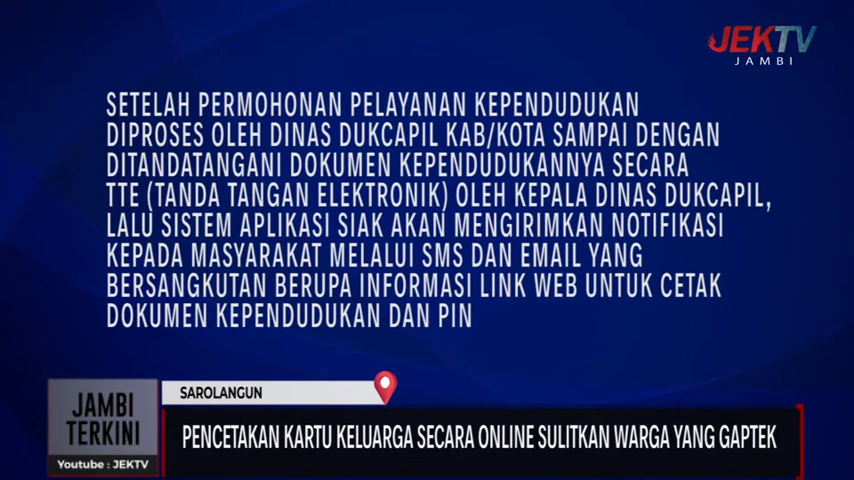 JEKTV
JAMBI
SETELAH PERMOHONAN PELAYANAN KEPENDUDUKAN
DIPROSES OLEH DINAS DUKCAPIL KAB/KOTA SAMPAI DENGAN
DITANDATANGANI DOKUMEN KEPENDUDUKANNYA SECARA
TTE (TANDA TANGAN ELEKTRONIK) OLEH KEPALA DINAS DUKCAPIL,
LALU SISTEM APLIKASI SIAK AKAN MENGIRIMKAN NOTIFIKASI
KEPADA MASYARAKAT MELALUI SMS DAN EMAIL YANG
BERSANGKUTAN BERUPA INFORMASI LINK WEB UNTUK CETAK
DOKUMEN KEPENDUDUKAN DAN PIN
JAMBI
TERKINI
Youtube : JEKTV
SAROLANGUN
PENCETAKAN KARTU KELUARGA SECARA ONLINE SULITKAN WARGA YANG GAPTEK